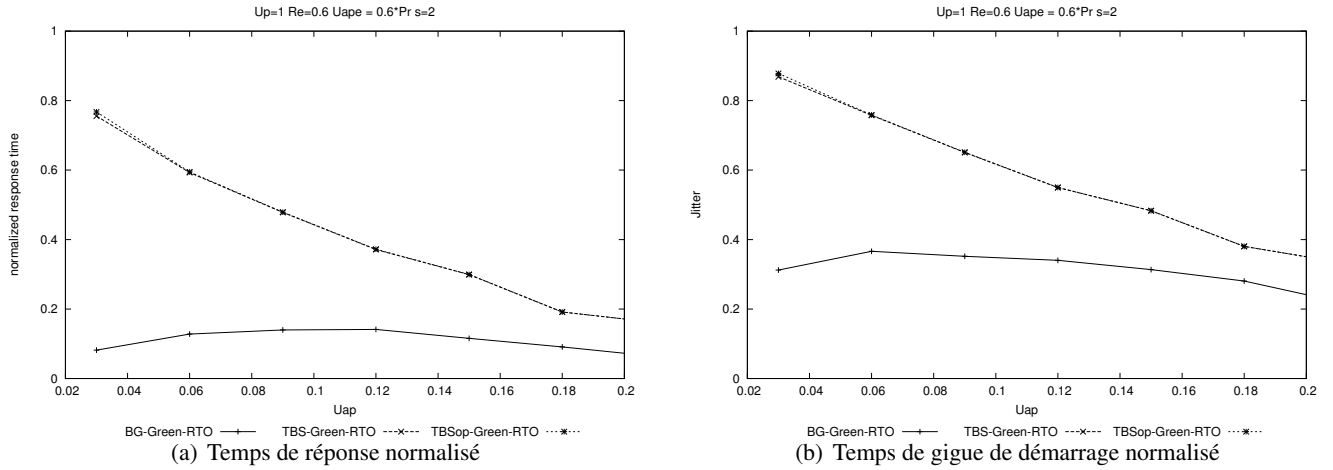 Up=1 Re=0.6 Uape = 0.6*Pr s=2
1
0.8
0.6
0.4
0.2
0
normalized response time
0.02 0.04 0.06 0.08 0.1 0.12 0.14 0.16 0.18 0.2
Uap
BG-Green-RTO TBS-Green-RTO TBSop-Green-RTO
(a) Temps de réponse normalisé
Up=1 Re=0.6 Uape = 0.6*Pr s=2
1
0.8
0.6
0.4
0.2
0
Jitter
0.02 0.04 0.06 0.08 0.1 0.12 0.14 0.16 0.18 0.2
Uap
BG-Green-RTO TBS-Green-RTO TBSop-Green-RTO
(b) Temps de gigue de démarrage normalisé